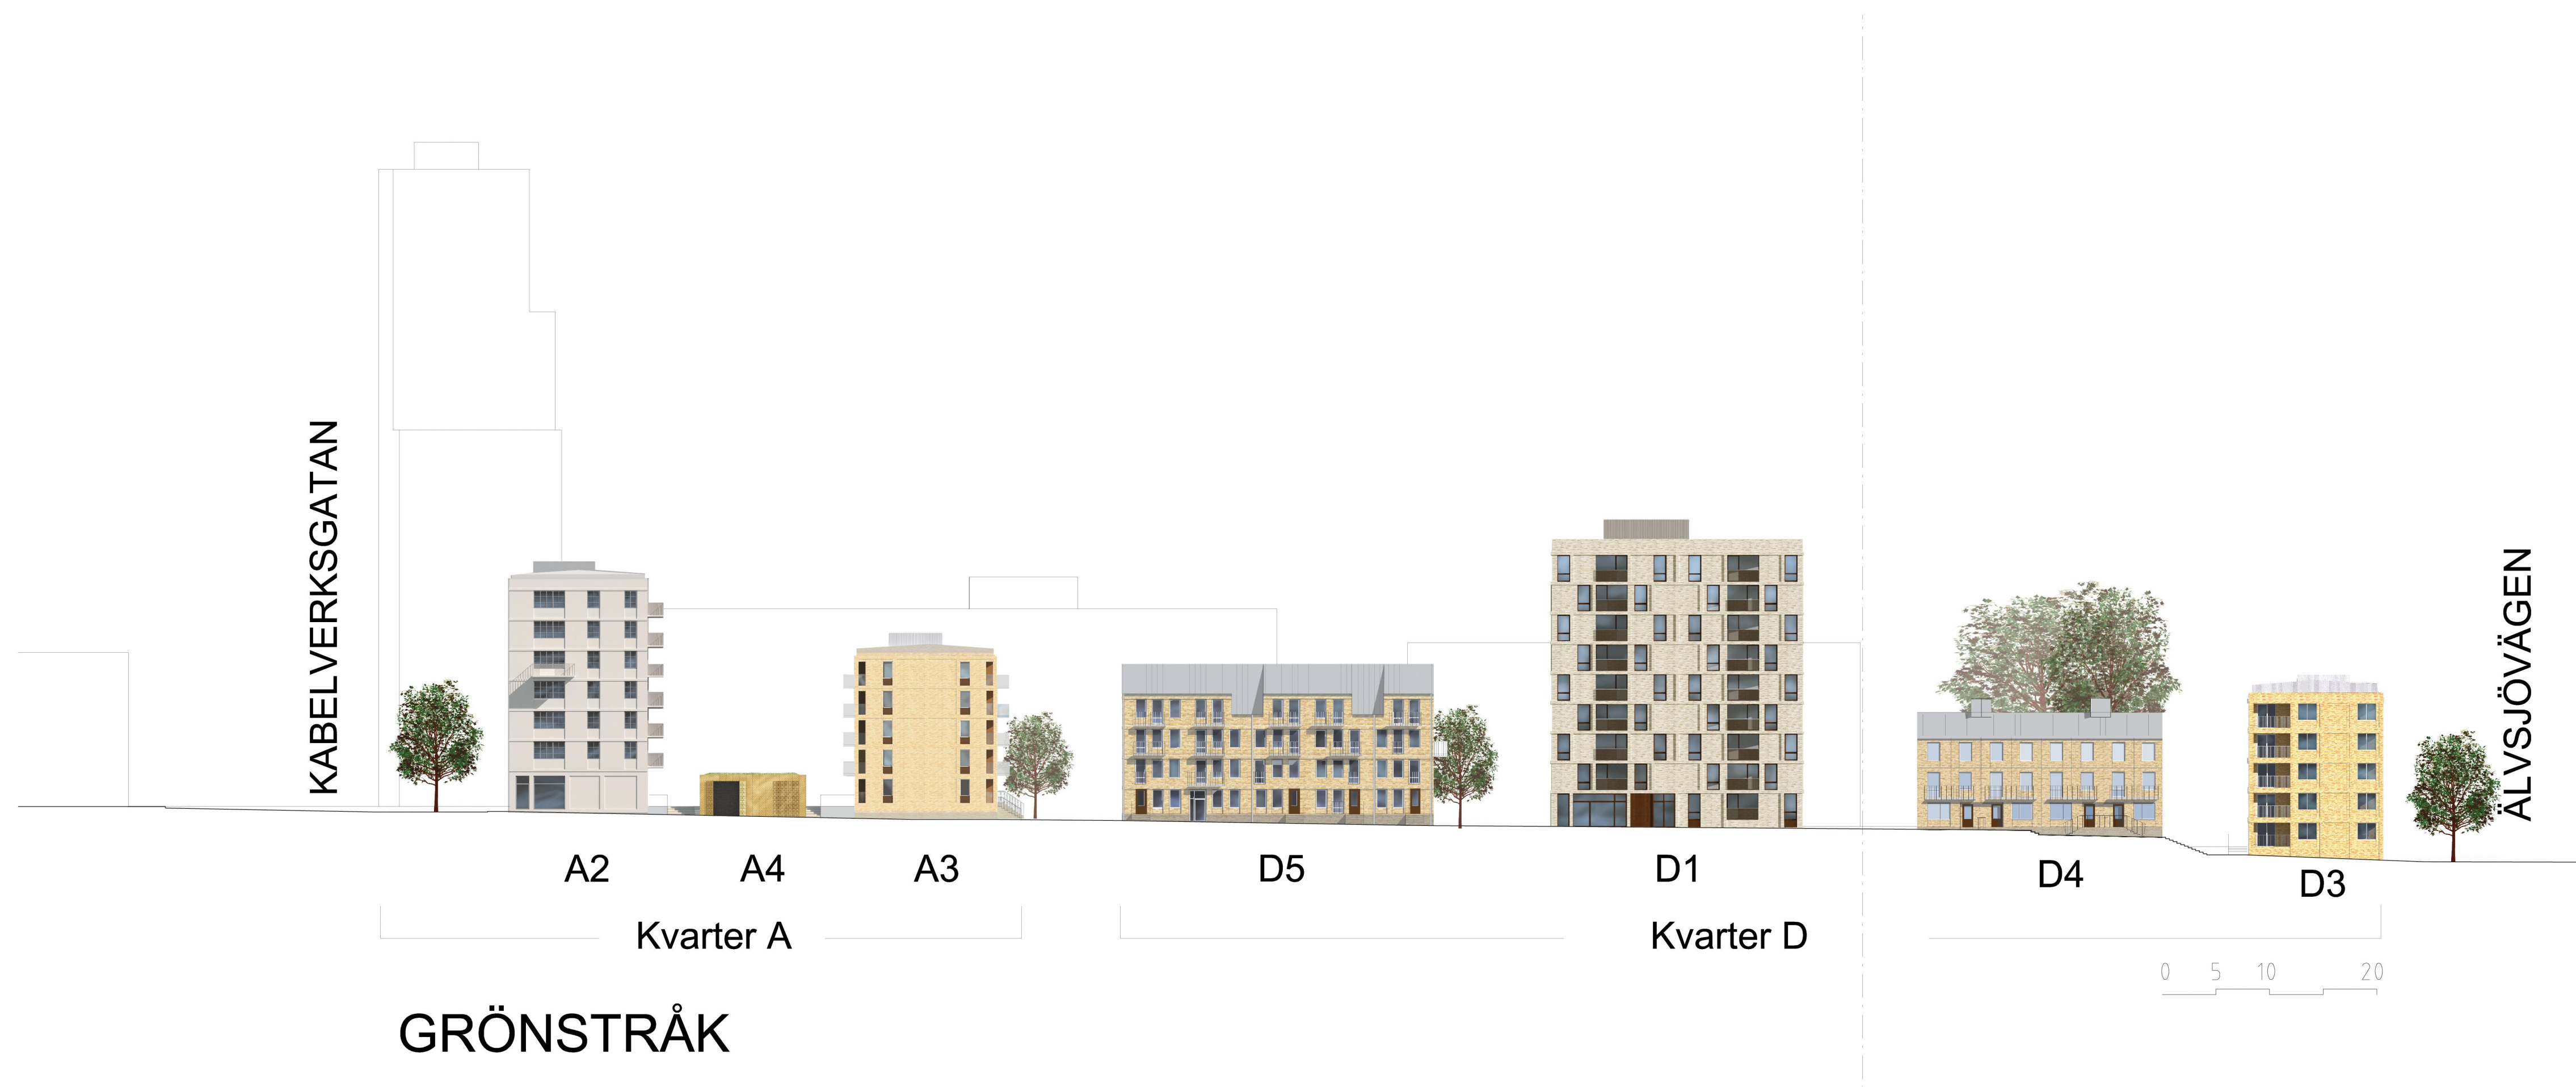 KABELVERKSGATAN
ÄLVSJÖVÄGEN
A2 A4 A3 D5 D1 D4 D3
Kvarter A Kvarter D
0 5 10 20
GRÖNSTRÅK